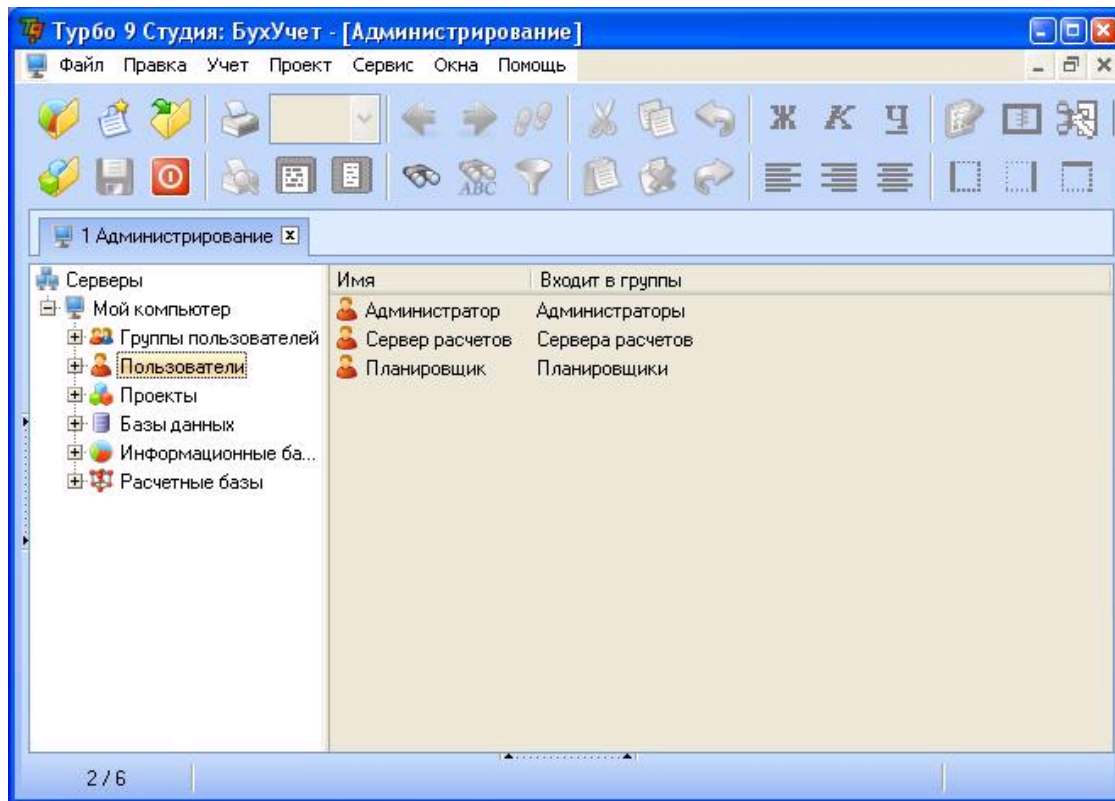 Турбо 9 Студия: БухУчет - [Администрирование]
Файл Правка Учет Проект Сервис Окна Помощь
Ж К Ч
ABC
1 Администрирование
Серверы
Мой компьютер
Группы пользователей
Пользователи
Проекты
Базы данных
Информационные ба...
Расчетные базы
Имя Входит в группы
Администратор Администраторы
Сервер расчетов Сервера расчетов
Планировщик Планировщики
2 / 6